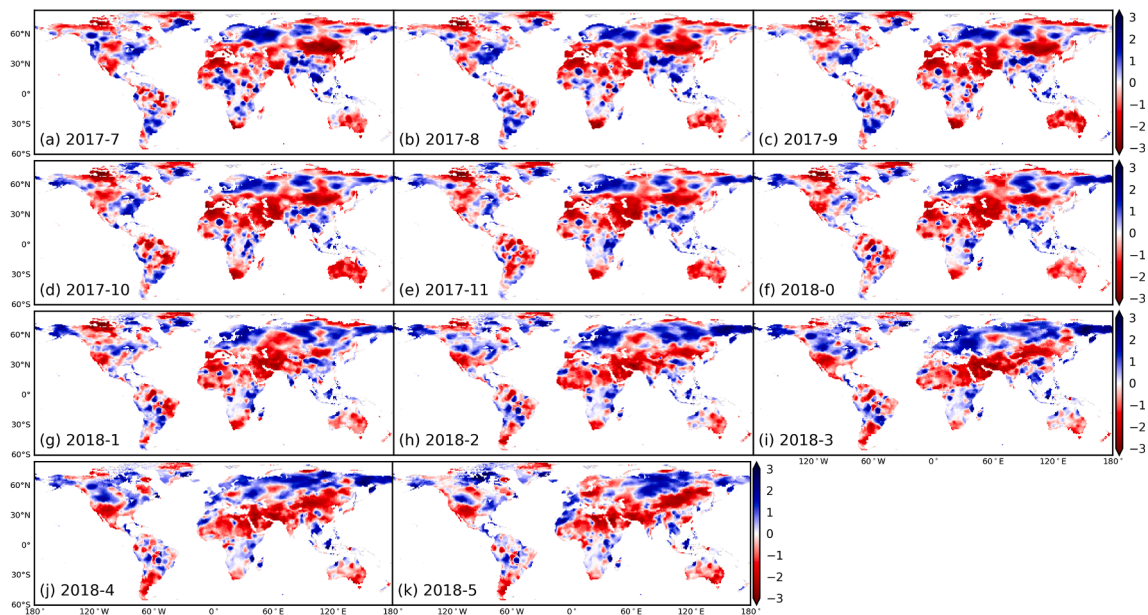 60°N
30°N
0°
30°S
60°S
(a) 2017-7
(b) 2017-8
(c) 2017-9
3
2
1
0
−1
−2
−3
60°N
30°N
0°
30°S
60°S
(d) 2017-10
(e) 2017-11
(f) 2018-0
3
2
1
0
−1
−2
−3
60°N
30°N
0°
30°S
60°S
(g) 2018-1
(h) 2018-2
(i) 2018-3
3
2
1
0
−1
−2
−3
120°W 60°W 0° 60°E 120°E 180°
60°N
30°N
0°
30°S
60°S
(j) 2018-4
(k) 2018-5
3
2
1
0
−1
−2
−3
180° 120°W 60°W 0° 60°E 120°E 180° 120°W 60°W 0° 60°E 120°E 180°